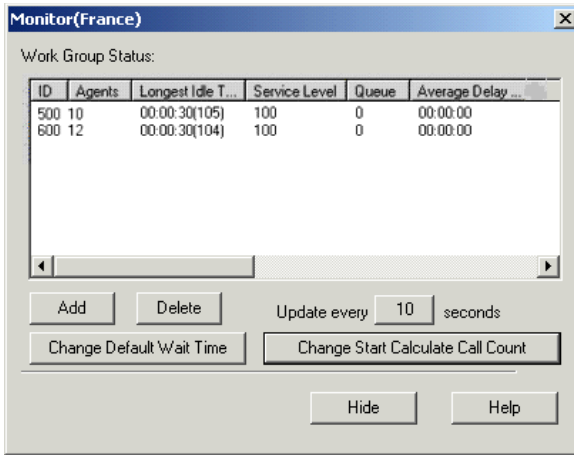 Monitor(France)
Work Group Status:
ID Agents Longest Idle T... Service Level Queue Average Delay ...
500 10 00:00:30(105) 100 0 00:00:00
600 12 00:00:30(104) 100 0 00:00:00
Add Delete Update every 10 seconds
Change Default Wait Time Change Start Calculate Call Count
Hide Help